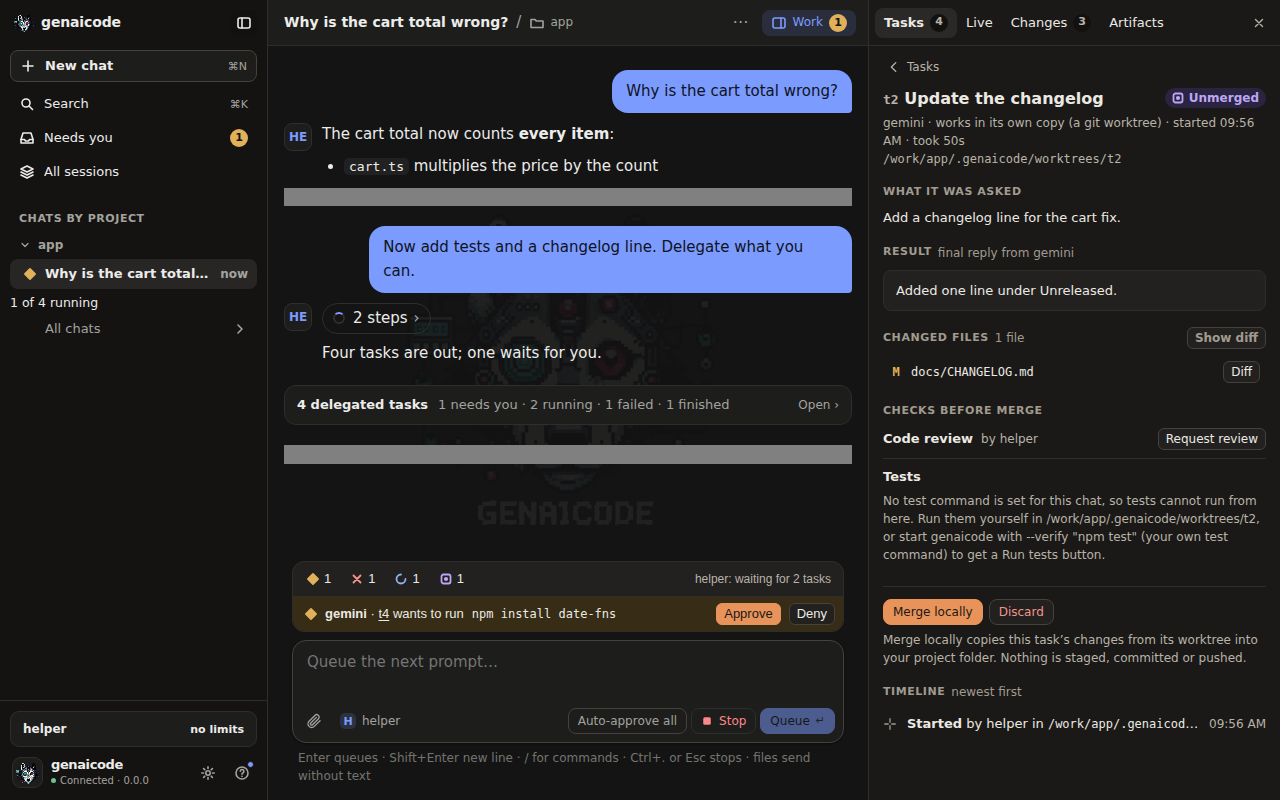 genaicode
New chat ⌘N
Search ⌘K
Needs you 1
All sessions
CHATS BY PROJECT
app
Why is the cart total... now
1 of 4 running
All chats
helper no limits
genaicode
Connected · 0.0.0
Why is the cart total wrong? / app
··· Work 1
Why is the cart total wrong?
HE The cart total now counts every item:
• cart.ts multiplies the price by the count
Now add tests and a changelog line. Delegate what you
can.
HE 2 steps ›
Four tasks are out; one waits for you.
4 delegated tasks 1 needs you · 2 running · 1 failed · 1 finished Open ›
GENAICODE
1 1 1 1 helper: waiting for 2 tasks
gemini · t4 wants to run npm install date-fns Approve Deny
Queue the next prompt…
H helper Auto-approve all Stop Queue ↵
Enter queues · Shift+Enter new line · / for commands · Ctrl+. or Esc stops · files send
without text
Tasks 4 Live Changes 3 Artifacts
Tasks
t2 Update the changelog Unmerged
gemini · works in its own copy (a git worktree) · started 09:56
AM · took 50s
/work/app/.genaicode/worktrees/t2
WHAT IT WAS ASKED
Add a changelog line for the cart fix.
RESULT final reply from gemini
Added one line under Unreleased.
CHANGED FILES 1 file Show diff
M docs/CHANGELOG.md Diff
CHECKS BEFORE MERGE
Code review by helper Request review
Tests
No test command is set for this chat, so tests cannot run from
here. Run them yourself in /work/app/.genaicode/worktrees/t2,
or start genaicode with --verify "npm test" (your own test
command) to get a Run tests button.
Merge locally Discard
Merge locally copies this task’s changes from its worktree into
your project folder. Nothing is staged, committed or pushed.
TIMELINE newest first
Started by helper in /work/app/.genaicod… 09:56 AM